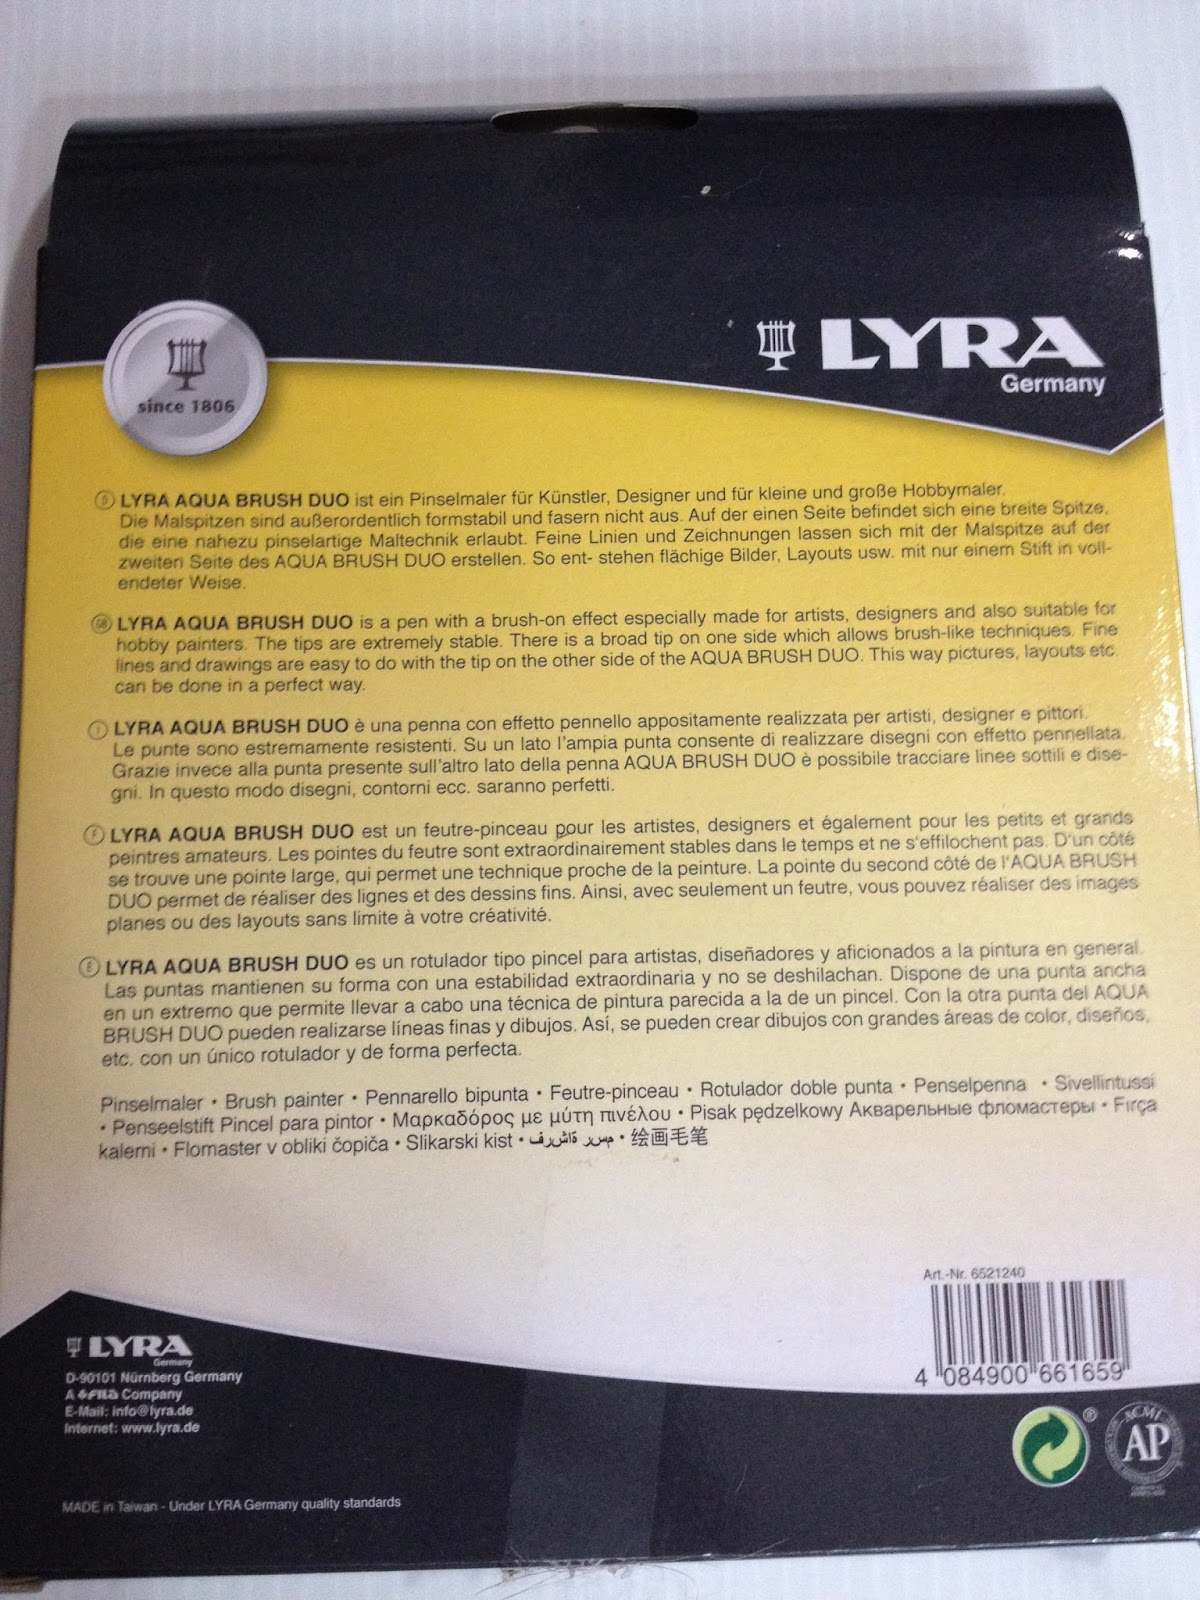 LYRA
Germany
since 1806
D LYRA AQUA BRUSH DUO ist ein Pinselmaler für Künstler, Designer und für kleine und große Hobbymaler.
Die Malspitzen sind außerordentlich formstabil und fasern nicht aus. Auf der einen Seite befindet sich eine breite Spitze,
die eine nahezu pinselartige Maltechnik erlaubt. Feine Linien und Zeichnungen lassen sich mit der Malspitze auf der
zweiten Seite des AQUA BRUSH DUO erstellen. So ent- stehen flächige Bilder, Layouts usw. mit nur einem Stift in voll-
endeter Weise.
GB LYRA AQUA BRUSH DUO is a pen with a brush-on effect especially made for artists, designers and also suitable for
hobby painters. The tips are extremely stable. There is a broad tip on one side which allows brush-like techniques. Fine
lines and drawings are easy to do with the tip on the other side of the AQUA BRUSH DUO. This way pictures, layouts etc.
can be done in a perfect way.
I LYRA AQUA BRUSH DUO è una penna con effetto pennello appositamente realizzata per artisti, designer e pittori.
Le punte sono estremamente resistenti. Su un lato l'ampia punta consente di realizzare disegni con effetto pennellata.
Grazie invece alla punta presente sull'altro lato della penna AQUA BRUSH DUO è possibile tracciare linee sottili e dise-
gni. In questo modo disegni, contorni ecc. saranno perfetti.
F LYRA AQUA BRUSH DUO est un feutre-pinceau pour les artistes, designers et également pour les petits et grands
peintres amateurs. Les pointes du feutre sont extraordinairement stables dans le temps et ne s'effilochent pas. D'un côté
se trouve une pointe large, qui permet une technique proche de la peinture. La pointe du second côté de l'AQUA BRUSH
DUO permet de réaliser des lignes et des dessins fins. Ainsi, avec seulement un feutre, vous pouvez réaliser des images
planes ou des layouts sans limite à votre créativité.
E LYRA AQUA BRUSH DUO es un rotulador tipo pincel para artistas, diseñadores y aficionados a la pintura en general.
Las puntas mantienen su forma con una estabilidad extraordinaria y no se deshilachan. Dispone de una punta ancha
en un extremo que permite llevar a cabo una técnica de pintura parecida a la de un pincel. Con la otra punta del AQUA
BRUSH DUO pueden realizarse líneas finas y dibujos. Así, se pueden crear dibujos con grandes áreas de color, diseños,
etc. con un único rotulador y de forma perfecta.
Pinselmaler • Brush painter • Pennarello bipunta • Feutre-pinceau • Rotulador doble punta • Penselpenna • Sivellintussi
• Penseelstift Pincel para pintor • Μαρκαδόρος με μύτη πινέλου • Pisak pędzelkowy Акварельные фломастеры • Fırça
kalemi • Flomaster v obliki čopiča • Slikarski kist • فرشاة رسم • 绘画毛笔
Art.-Nr. 6521240
4 084900 661659
LYRA
Germany
D-90101 Nürnberg Germany
A FILA Company
E-Mail: info@lyra.de
Internet: www.lyra.de
ACMI
AP
MADE in Taiwan - Under LYRA Germany quality standards